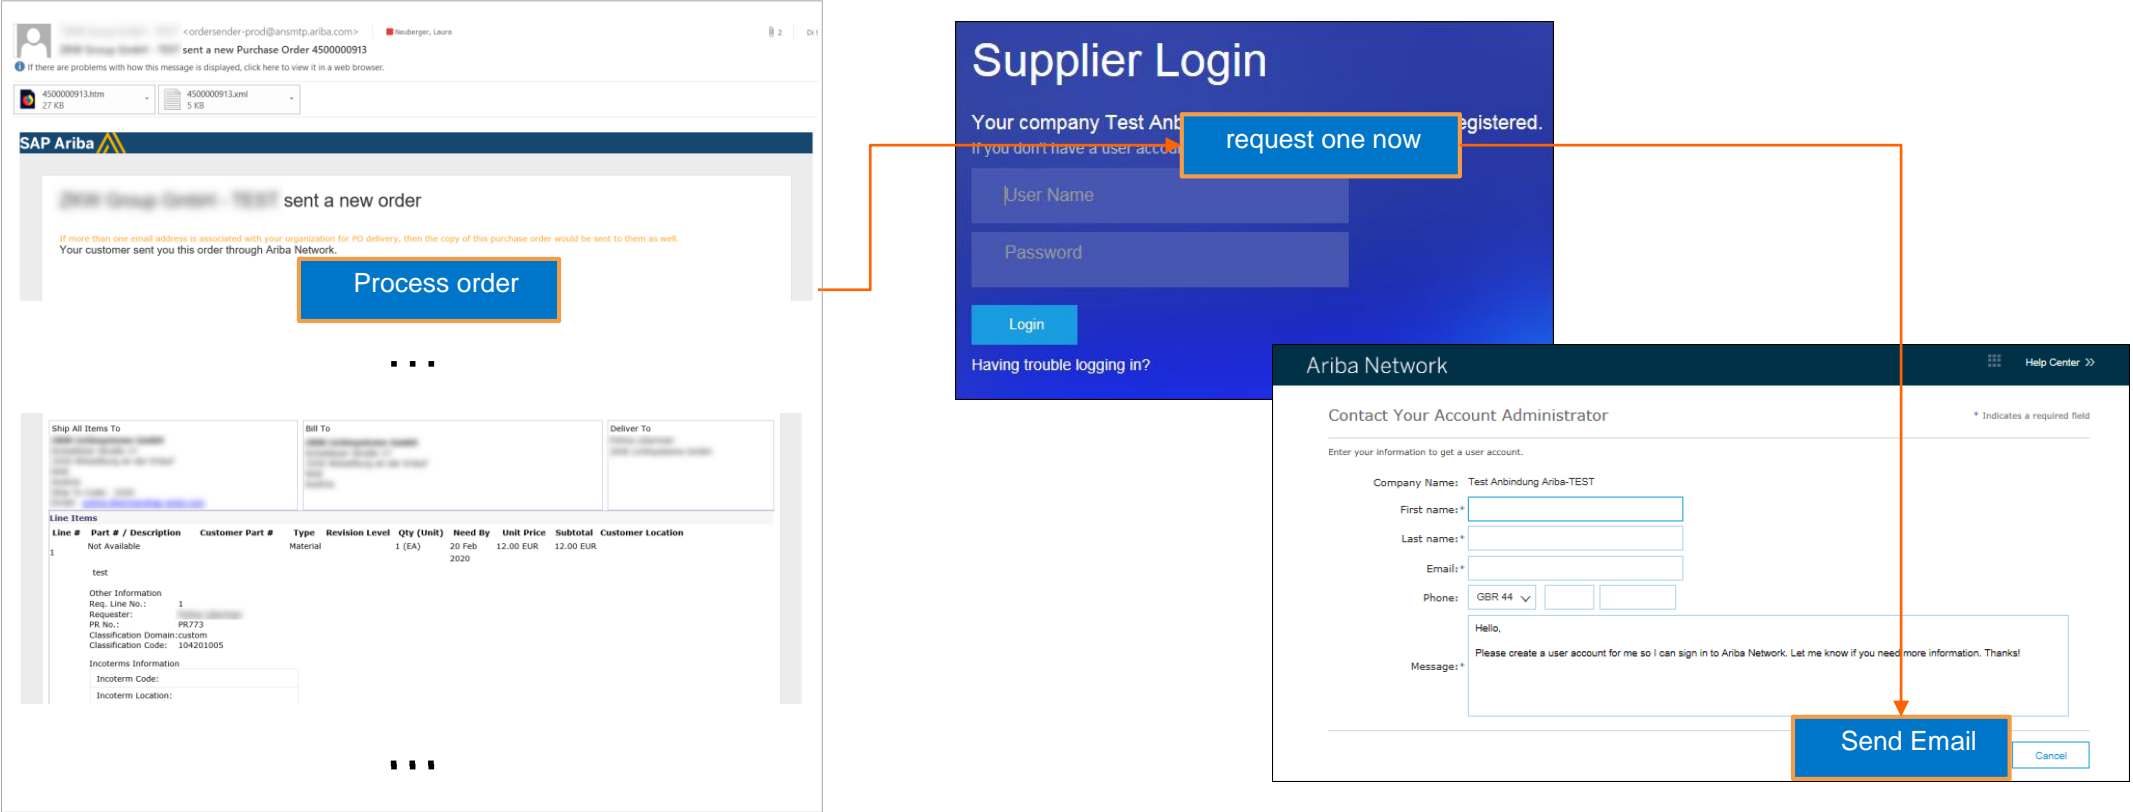 <ordersender-prod@ansmtp.ariba.com> Neuberger, Laura 2 Di
sent a new Purchase Order 4500000913
If there are problems with how this message is displayed, click here to view it in a web browser.
4500000913.htm
27 KB
4500000913.xml
5 KB
SAP Ariba
sent a new order
If more than one email address is associated with your organization for PO delivery, then the copy of this purchase order would be sent to them as well.
Your customer sent you this order through Ariba Network.
Process order
...
Ship All Items To
Bill To
Deliver To
Line Items
Line # Part # / Description Customer Part # Type Revision Level Qty (Unit) Need By Unit Price Subtotal Customer Location
1 Not Available Material 1 (EA) 20 Feb 2020 12.00 EUR 12.00 EUR
test
Other Information
Req. Line No.: 1
Requester:
PR No.: PR773
Classification Domain: custom
Classification Code: 104201005
Incoterms Information
Incoterm Code:
Incoterm Location:
...
Supplier Login
Your company Test Anb egistered.
If you don't have a user accou
request one now
User Name
Password
Login
Having trouble logging in?
Ariba Network
Help Center >>
Contact Your Account Administrator
* Indicates a required field
Enter your information to get a user account.
Company Name: Test Anbindung Ariba-TEST
First name:*
Last name:*
Email:*
Phone: GBR 44
Message:*
Hello,
Please create a user account for me so I can sign in to Ariba Network. Let me know if you need more information. Thanks!
Send Email
Cancel